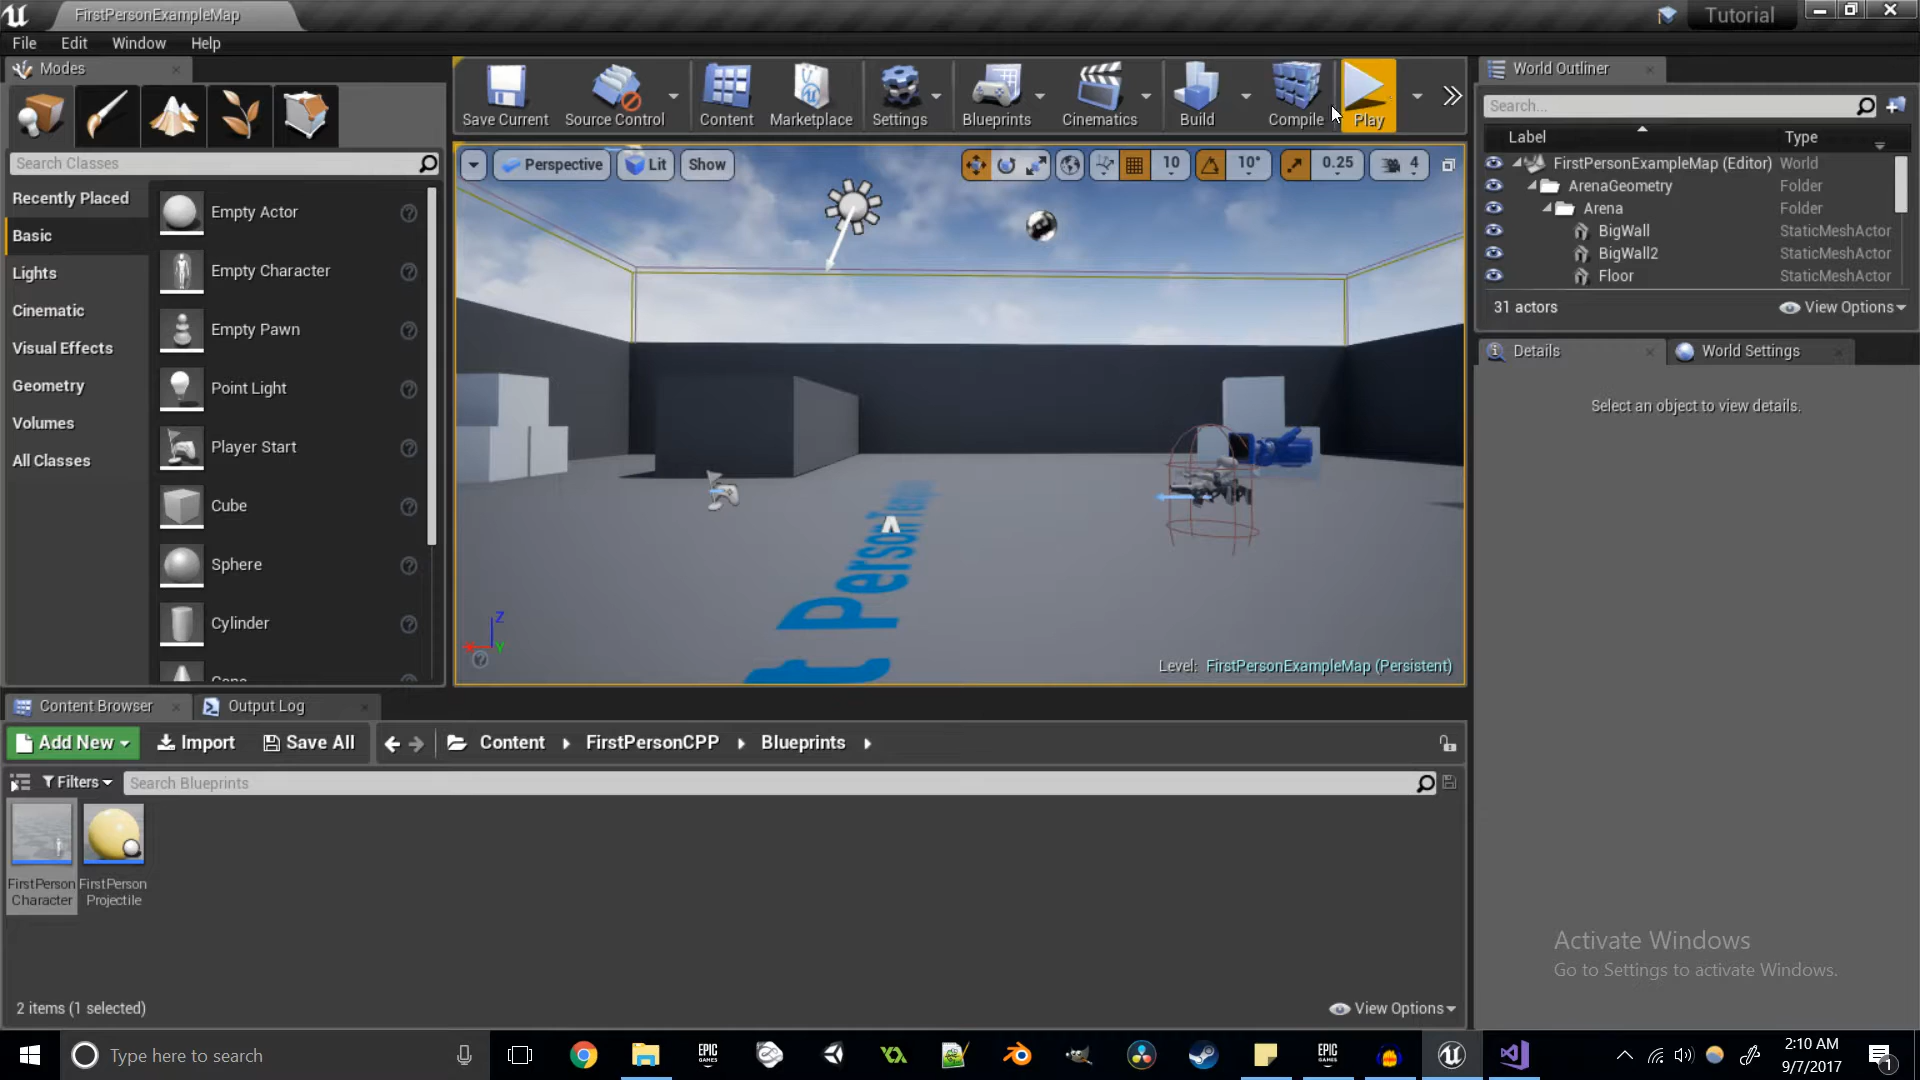 FirstPersonExampleMap
Tutorial
File Edit Window Help
Modes
Search Classes
Recently Placed
Basic
Lights
Cinematic
Visual Effects
Geometry
Volumes
All Classes
Empty Actor
Empty Character
Empty Pawn
Point Light
Player Start
Cube
Sphere
Cylinder
Save Current
Source Control
Content
Marketplace
Settings
Blueprints
Cinematics
Build
Compile
Play
Perspective
Lit
Show
10
10°
0.25
4
t Person
Z
Y
Level: FirstPersonExampleMap (Persistent)
World Outliner
Search...
Label Type
FirstPersonExampleMap (Editor) World
ArenaGeometry Folder
Arena Folder
BigWall StaticMeshActor
BigWall2 StaticMeshActor
Floor StaticMeshActor
31 actors
View Options
Details
World Settings
Select an object to view details.
Content Browser
Output Log
Add New
Import
Save All
Content
FirstPersonCPP
Blueprints
Filters
Search Blueprints
FirstPerson
Character
FirstPerson
Projectile
2 items (1 selected)
View Options
Activate Windows
Go to Settings to activate Windows.
Type here to search
EPIC
GAMES
EPIC
GAMES
2:10 AM
9/7/2017
1